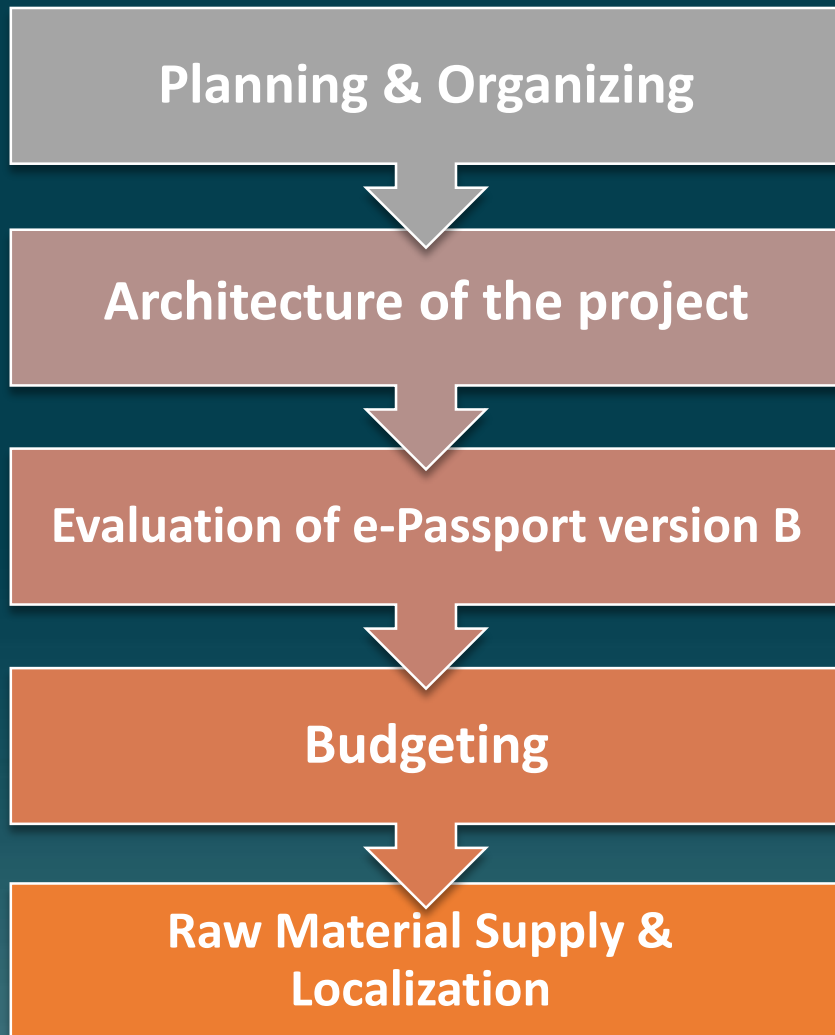 Planning & Organizing
Architecture of the project
Evaluation of e-Passport version B
Budgeting
Raw Material Supply &
Localization